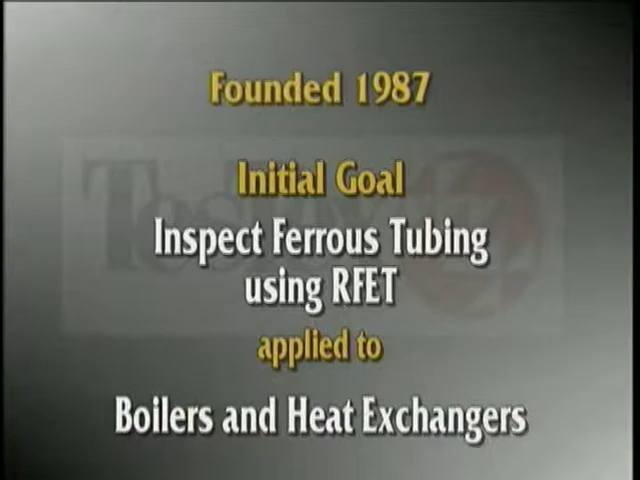 Founded 1987
Initial Goal
Inspect Ferrous Tubing
using RFET
applied to
Boilers and Heat Exchangers